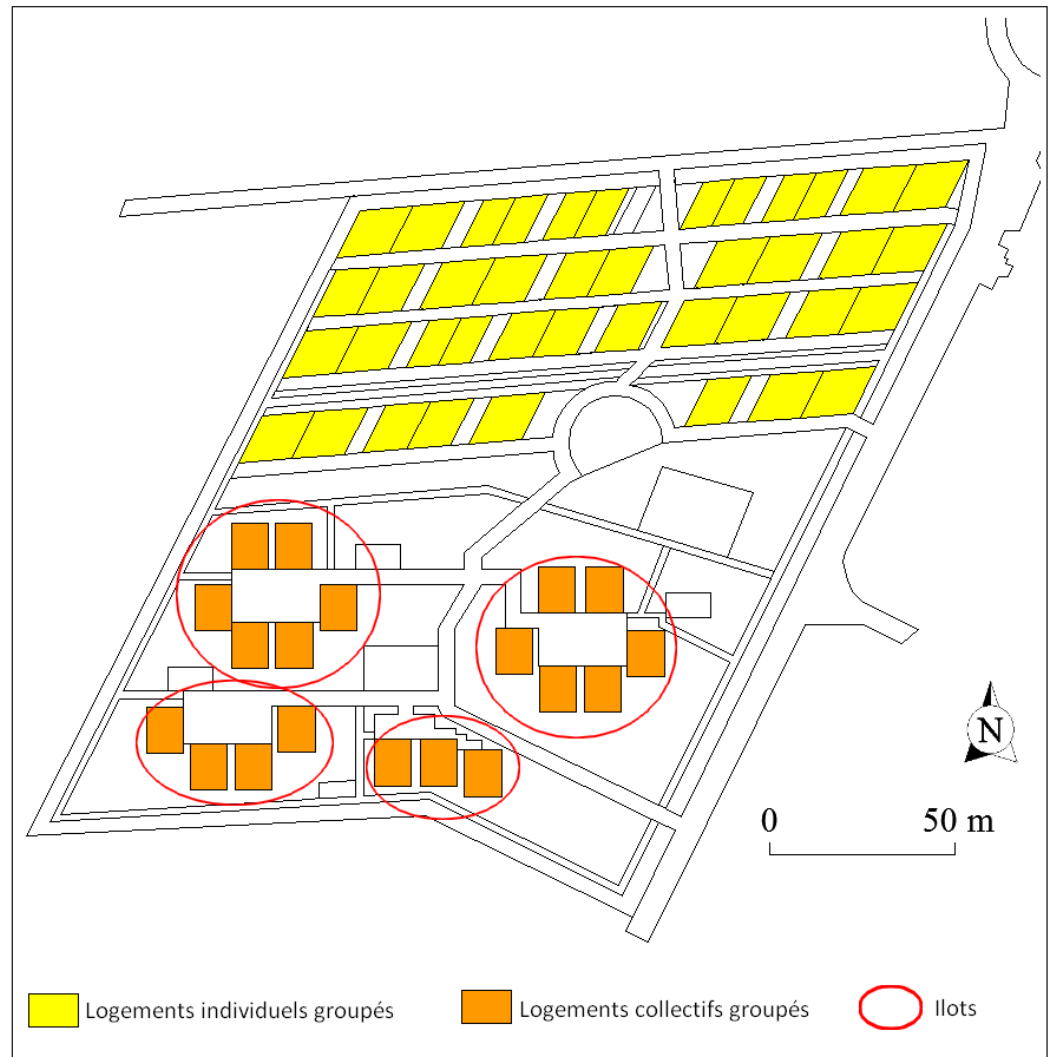 N
0 50 m
Logements individuels groupés
Logements collectifs groupés
Ilots